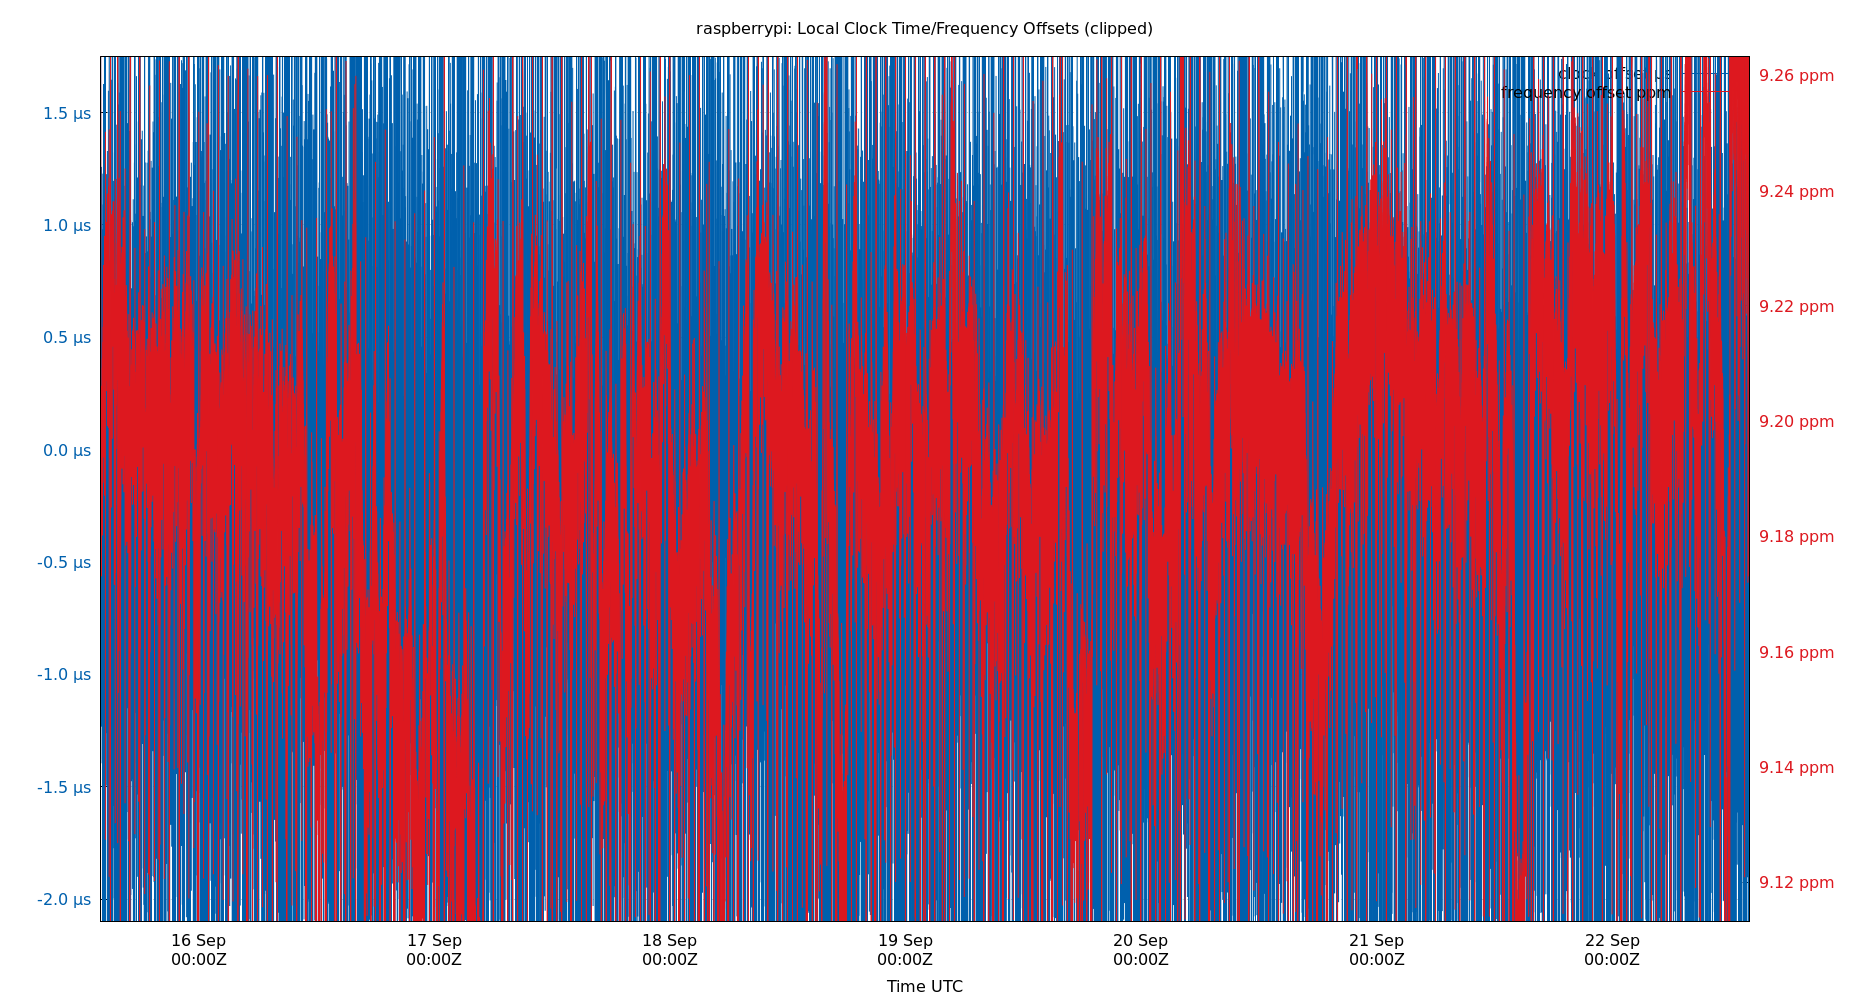 raspberrypi: Local Clock Time/Frequency Offsets (clipped)
clock offset µs
frequency offset ppm
1.5 µs
1.0 µs
0.5 µs
0.0 µs
-0.5 µs
-1.0 µs
-1.5 µs
-2.0 µs
9.26 ppm
9.24 ppm
9.22 ppm
9.20 ppm
9.18 ppm
9.16 ppm
9.14 ppm
9.12 ppm
16 Sep
00:00Z
17 Sep
00:00Z
18 Sep
00:00Z
19 Sep
00:00Z
20 Sep
00:00Z
21 Sep
00:00Z
22 Sep
00:00Z
Time UTC